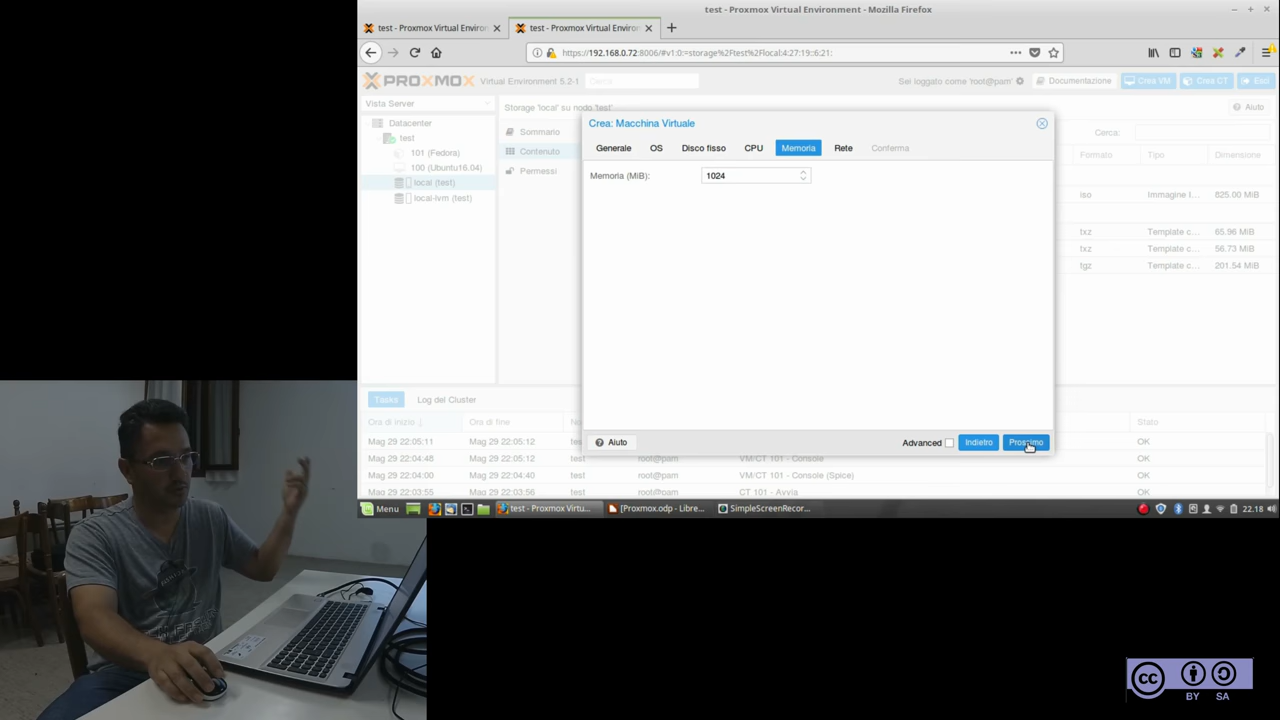 test - Proxmox Virtual Environment - Mozilla Firefox
test - Proxmox Virtual Environ
test - Proxmox Virtual Environ
https://192.168.0.72:8006/#v1:0:=storage%2Ftest%2Flocal:4:27:19::6:21:
PROXMOX Virtual Environment 5.2-1 Cerca
Sei loggato come 'root@pam' Documentazione Crea VM Crea CT Esci
Vista Server
Storage 'local' su nodo 'test' Aiuto
Datacenter
test
101 (Fedora)
100 (Ubuntu16.04)
local (test)
local-lvm (test)
Sommario
Contenuto
Permessi
Cerca:
Formato Tipo Dimensione
iso Immagine I... 825.00 MiB
txz Template c... 65.96 MiB
txz Template c... 56.73 MiB
tgz Template c... 201.54 MiB
Crea: Macchina Virtuale
Generale OS Disco fisso CPU Memoria Rete Conferma
Memoria (MiB): 1024
Aiuto Advanced Indietro Prossimo
Tasks Log del Cluster
Ora di inizio Ora di fine No Stato
Mag 29 22:05:11 Mag 29 22:05:12 test OK
Mag 29 22:04:48 Mag 29 22:05:12 test root@pam VM/CT 101 - Console OK
Mag 29 22:04:00 Mag 29 22:04:43 test root@pam VM/CT 101 - Console (Spice) OK
Mag 29 22:03:55 Mag 29 22:03:56 test root@pam CT 101 - Avvia OK
Menu test - Proxmox Virtu... [Proxmox.odp - Libre... SimpleScreenRecor... 22.18
cc BY SA